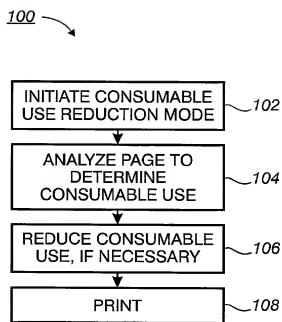 100
INITIATE CONSUMABLE
USE REDUCTION MODE
102
ANALYZE PAGE TO
DETERMINE
CONSUMABLE USE
104
REDUCE CONSUMABLE
USE, IF NECESSARY
106
PRINT
108